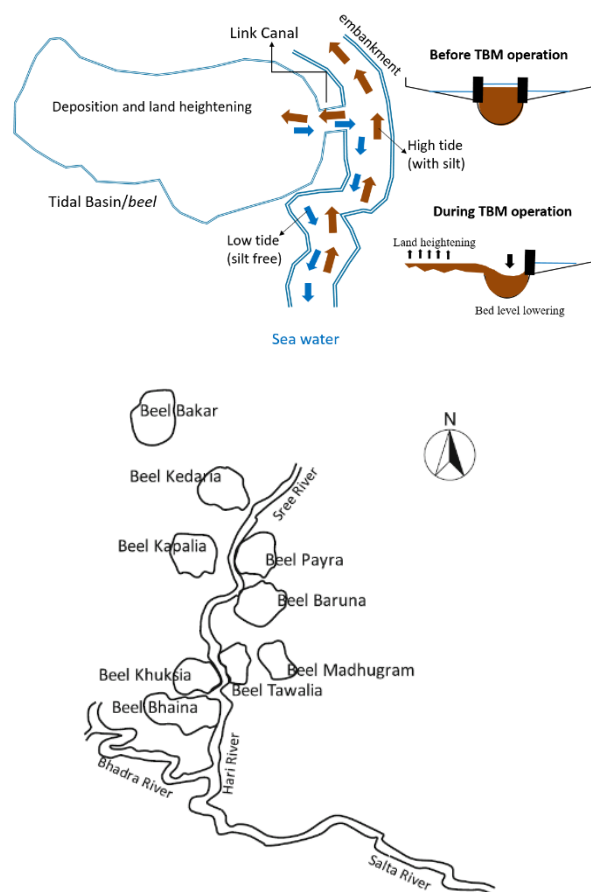 Link Canal
embankment
Before TBM operation
Deposition and land heightening
High tide
(with silt)
Tidal Basin/beel
Low tide
(silt free)
During TBM operation
Land heightening
Bed level lowering
Sea water
Beel Bakar
N
Beel Kedaria
Sree River
Beel Kapalia
Beel Payra
Beel Baruna
Beel Khuksia
Beel Madhugram
Beel Tawalia
Beel Bhaina
Bhadra River
Hari River
Salta River